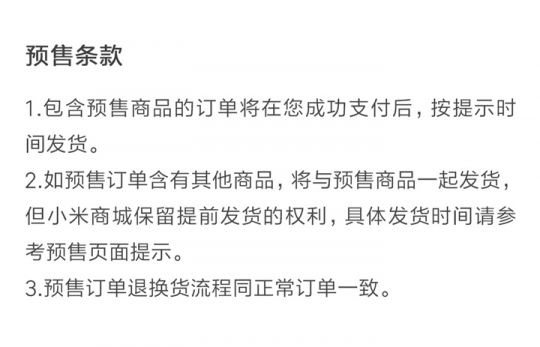 预售条款
1.包含预售商品的订单将在您成功支付后，按提示时
间发货。
2.如预售订单含有其他商品，将与预售商品一起发货，
但小米商城保留提前发货的权利，具体发货时间请参
考预售页面提示。
3.预售订单退换货流程同正常订单一致。